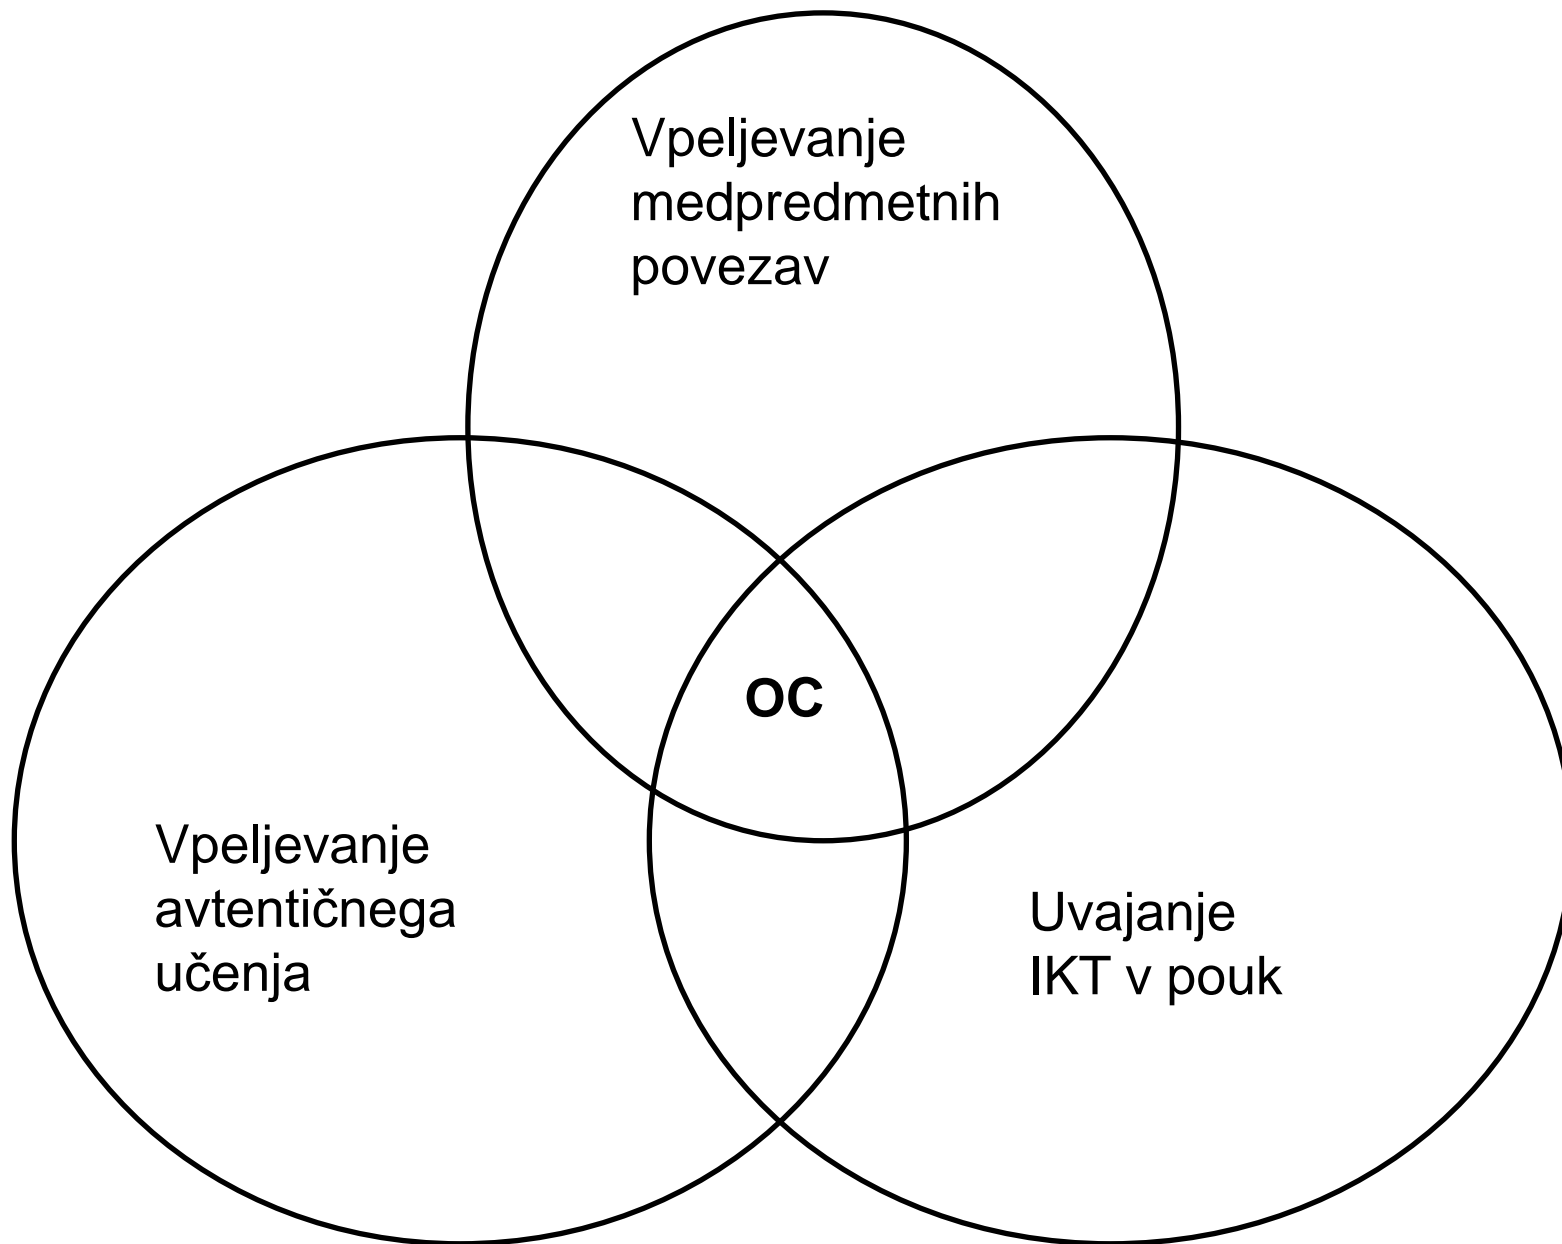 Vpeljevanje
medpredmetnih
povezav
OC
Vpeljevanje
avtentičnega
učenja
Uvajanje
IKT v pouk